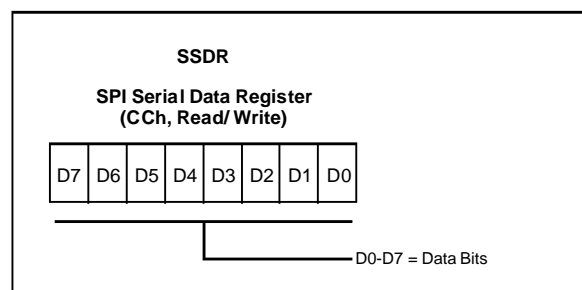 SSDR
SPI Serial Data Register
(CCh, Read/ Write)
D7 D6 D5 D4 D3 D2 D1 D0
D0-D7 = Data Bits